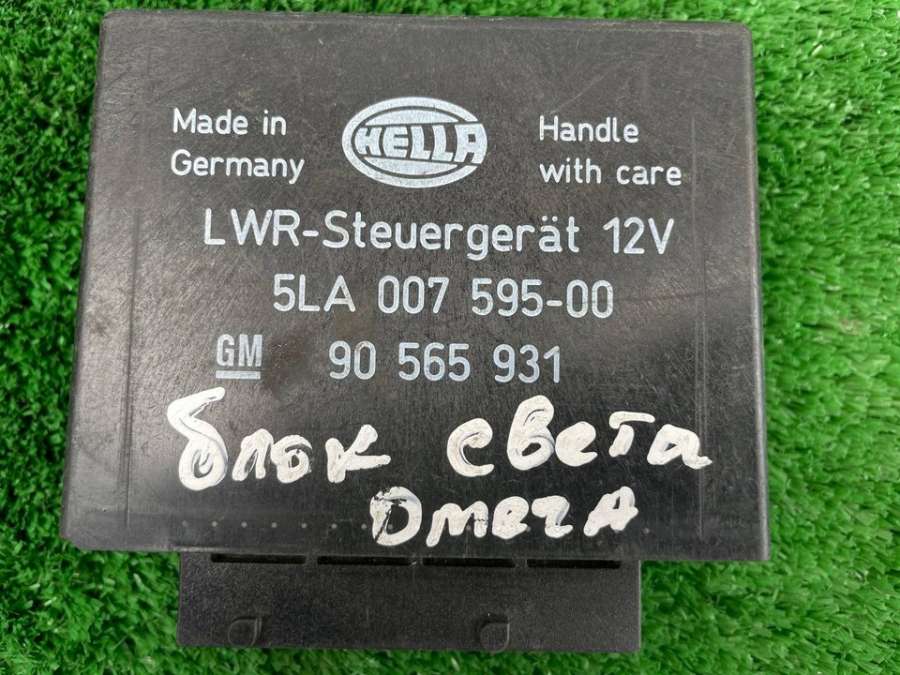 Made in Germany
HELLA
Handle with care
LWR-Steuergerät 12V
5LA 007 595-00
GM 90 565 931
блок света
Омега